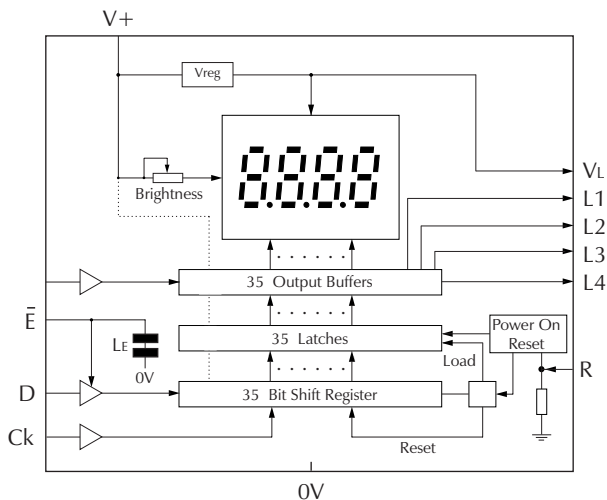 V+
Vreg
8.8.8.8
Brightness
VL
L1
L2
L3
L4
35 Output Buffers
Ē
LE
0V
35 Latches
Power On
Reset
Load
D
35 Bit Shift Register
R
Ck
Reset
0V